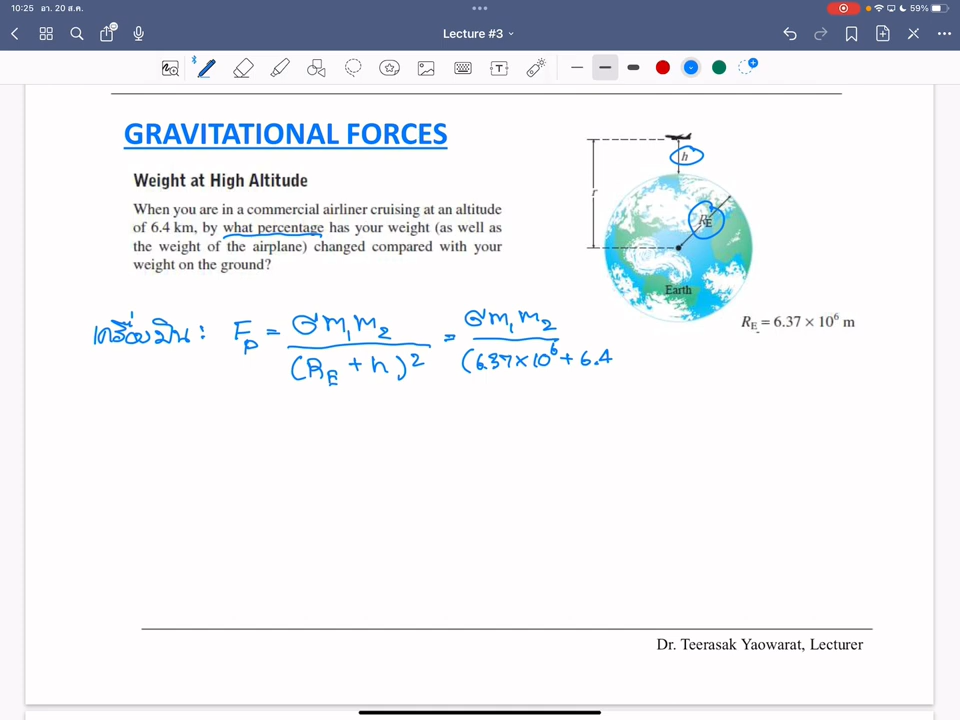 10:25 อา. 20 ส.ค.
59%
Lecture #3
GRAVITATIONAL FORCES
Weight at High Altitude
When you are in a commercial airliner cruising at an altitude
of 6.4 km, by what percentage has your weight (as well as
the weight of the airplane) changed compared with your
weight on the ground?
h
r
RE
Earth
RE = 6.37 × 10⁶ m
เครื่องบิน : Fp = Gm₁m₂ / (RE + h)² = Gm₁m₂ / (6.37×10⁶ + 6.4
Dr. Teerasak Yaowarat, Lecturer